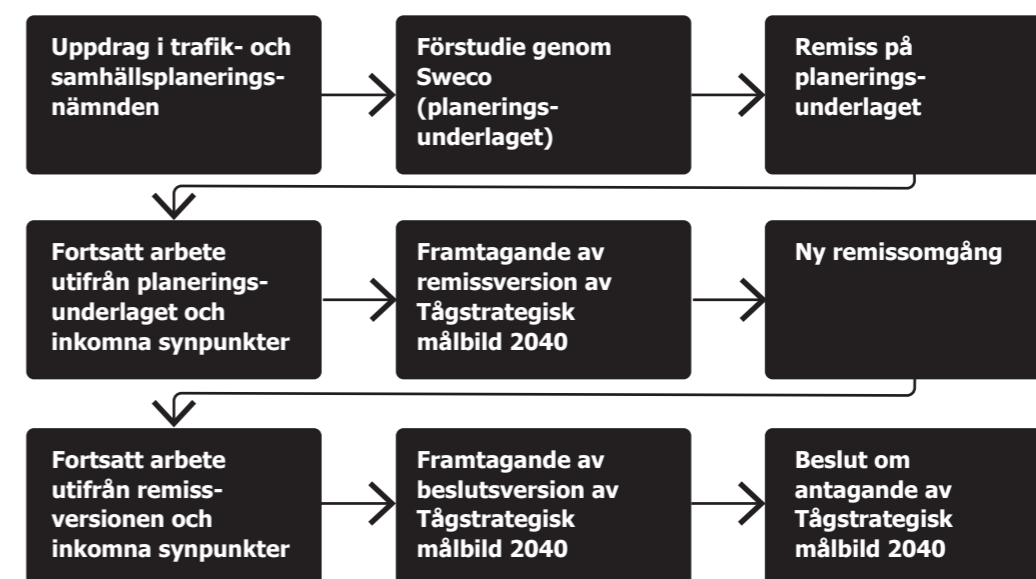 Uppdrag i trafik- och
samhällsplanerings-
nämnden
Förstudie genom
Sweco
(planerings-
underlaget)
Remiss på
planerings-
underlaget
Fortsatt arbete
utifrån planerings-
underlaget och
inkomna synpunkter
Framtagande av
remissversion av
Tågstrategisk
målbild 2040
Ny remissomgång
Fortsatt arbete
utifrån remiss-
versionen och
inkomna synpunkter
Framtagande av
beslutsversion av
Tågstrategisk
målbild 2040
Beslut om
antagande av
Tågstrategisk
målbild 2040